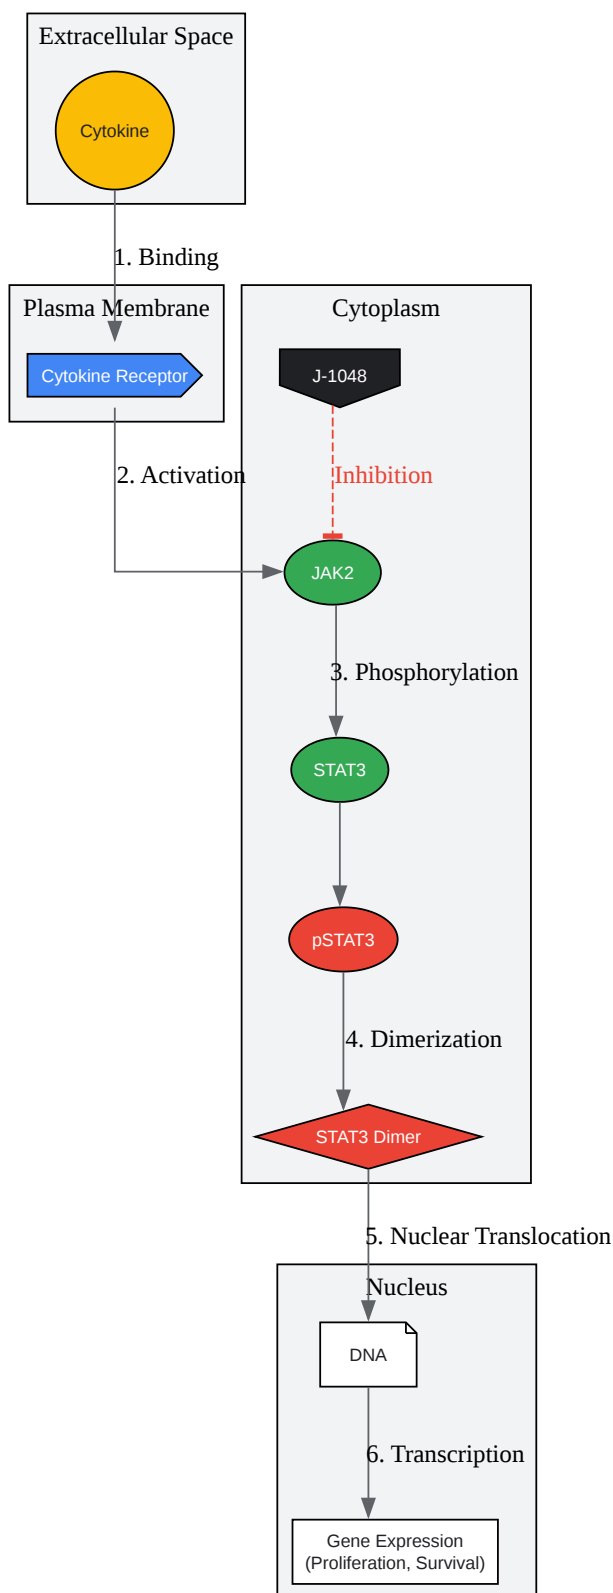 Extracellular Space
Cytokine
1. Binding
Plasma Membrane
Cytokine Receptor
2. Activation
Cytoplasm
J-1048
Inhibition
JAK2
3. Phosphorylation
STAT3
pSTAT3
4. Dimerization
STAT3 Dimer
5. Nuclear Translocation
Nucleus
DNA
6. Transcription
Gene Expression
(Proliferation, Survival)